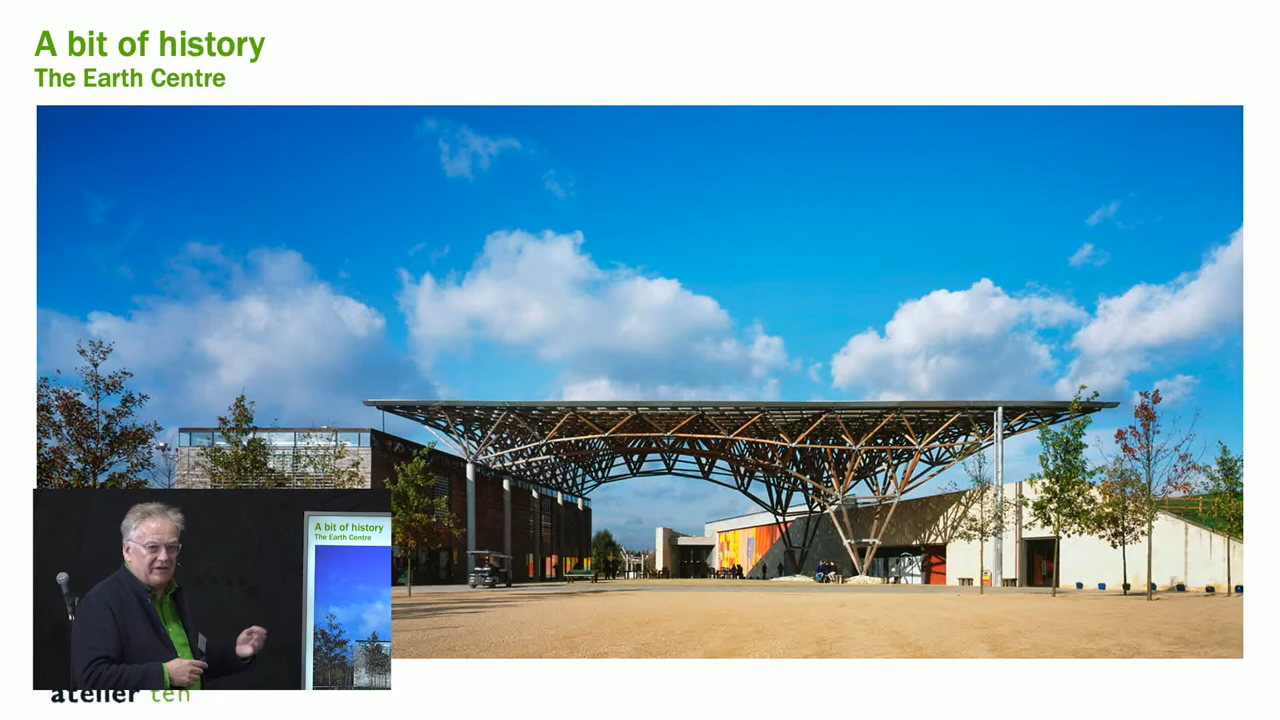 A bit of history
The Earth Centre
A bit of history
The Earth Centre
atelier ten